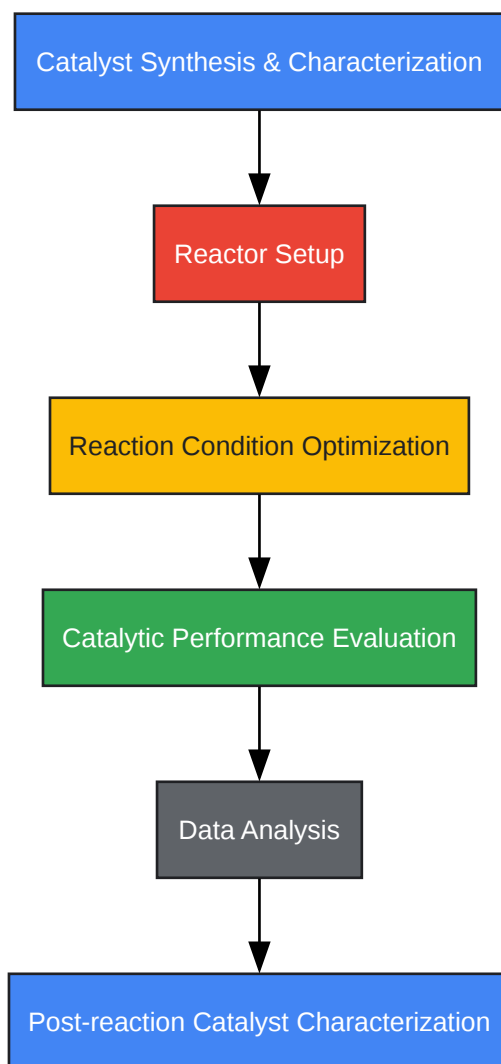 Catalyst Synthesis & Characterization
Reactor Setup
Reaction Condition Optimization
Catalytic Performance Evaluation
Data Analysis
Post-reaction Catalyst Characterization